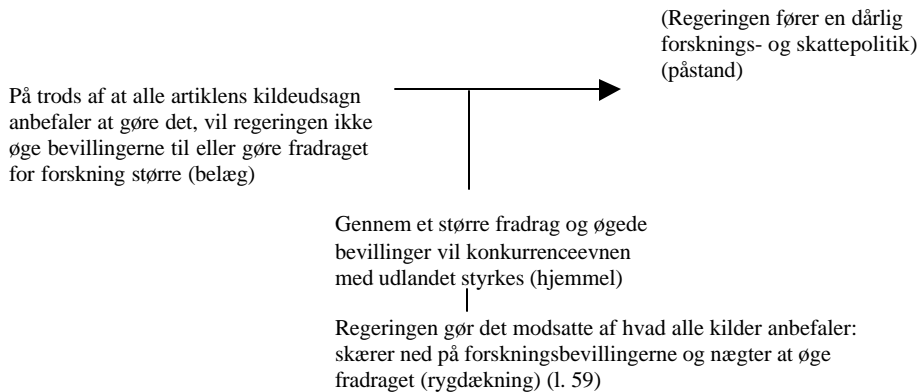 (Regeringen fører en dårlig
forsknings- og skattepolitik)
(påstand)
På trods af at alle artiklens kildeudsagn
anbefaler at gøre det, vil regeringen ikke
øge bevillingerne til eller gøre fradraget
for forskning større (belæg)
Gennem et større fradrag og øgede
bevillinger vil konkurrenceevnen
med udlandet styrkes (hjemmel)
Regeringen gør det modsatte af hvad alle kilder anbefaler:
skærer ned på forskningsbevillingerne og nægter at øge
fradraget (rygdækning) (l. 59)